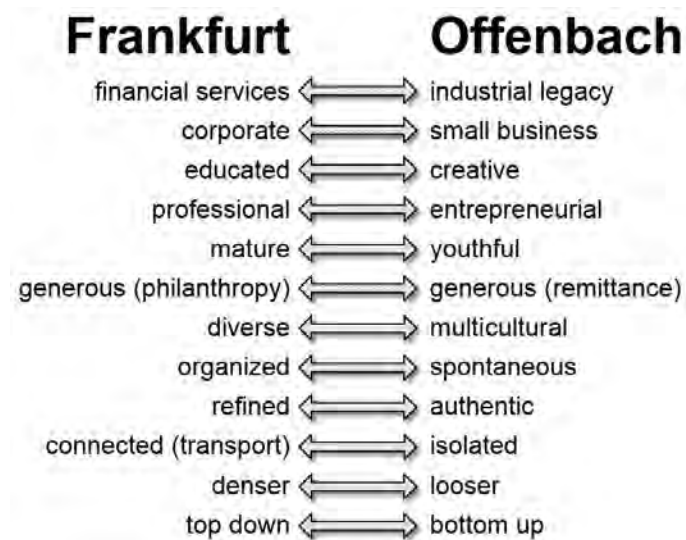 Frankfurt Offenbach
financial services industrial legacy
corporate small business
educated creative
professional entrepreneurial
mature youthful
generous (philanthropy) generous (remittance)
diverse multicultural
organized spontaneous
refined authentic
connected (transport) isolated
denser looser
top down bottom up